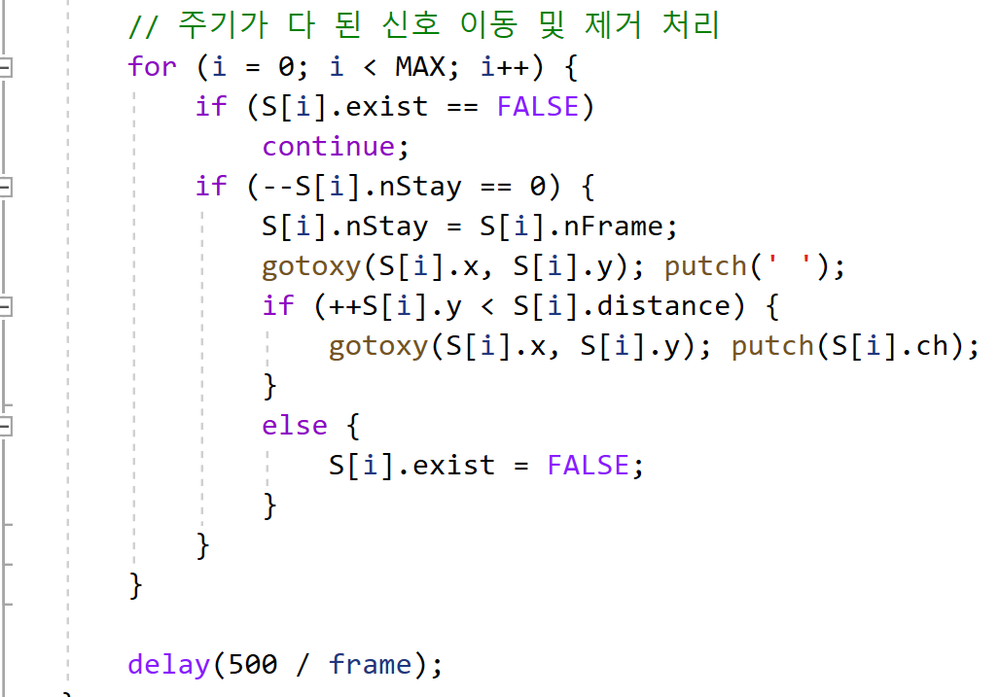 // 주기가 다 된 신호 이동 및 제거 처리
for (i = 0; i < MAX; i++) {
    if (S[i].exist == FALSE)
        continue;
    if (--S[i].nStay == 0) {
        S[i].nStay = S[i].nFrame;
        gotoxy(S[i].x, S[i].y); putch(' ');
        if (++S[i].y < S[i].distance) {
            gotoxy(S[i].x, S[i].y); putch(S[i].ch);
        }
        else {
            S[i].exist = FALSE;
        }
    }
}

delay(500 / frame);